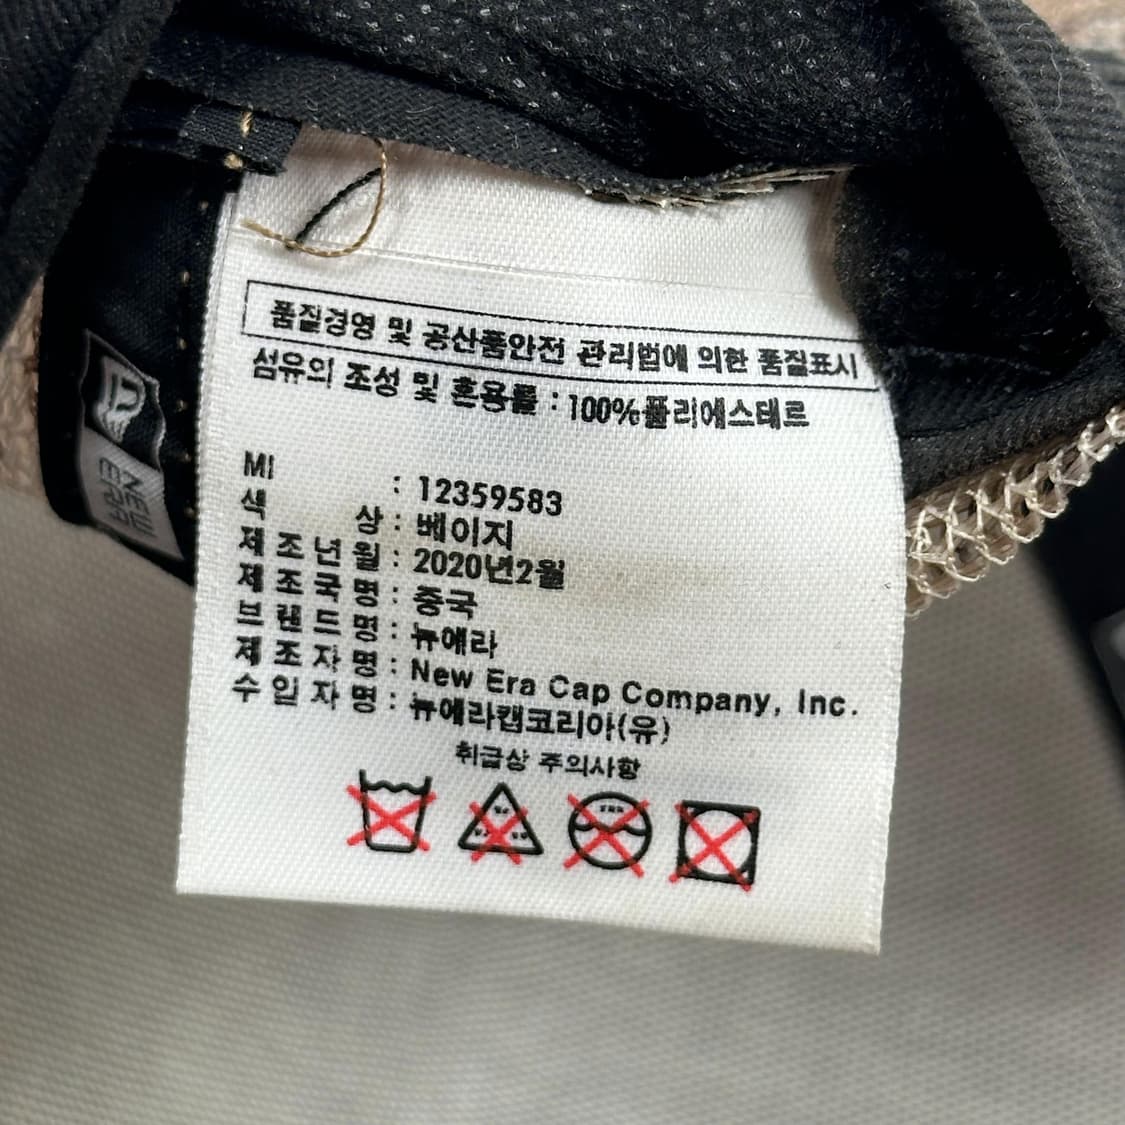 품질경영 및 공산품안전 관리법에 의한 품질표시
섬유의 조성 및 혼용률 : 100%폴리에스테르
MI : 12359583
색 상 : 베이지
제 조 년 월 : 2020년2월
제 조 국 명 : 중국
브 랜 드 명 : 뉴에라
제 조 자 명 : New Era Cap Company, Inc.
수 입 자 명 : 뉴에라캡코리아(유)
취급상 주의사항
NEW
ERA